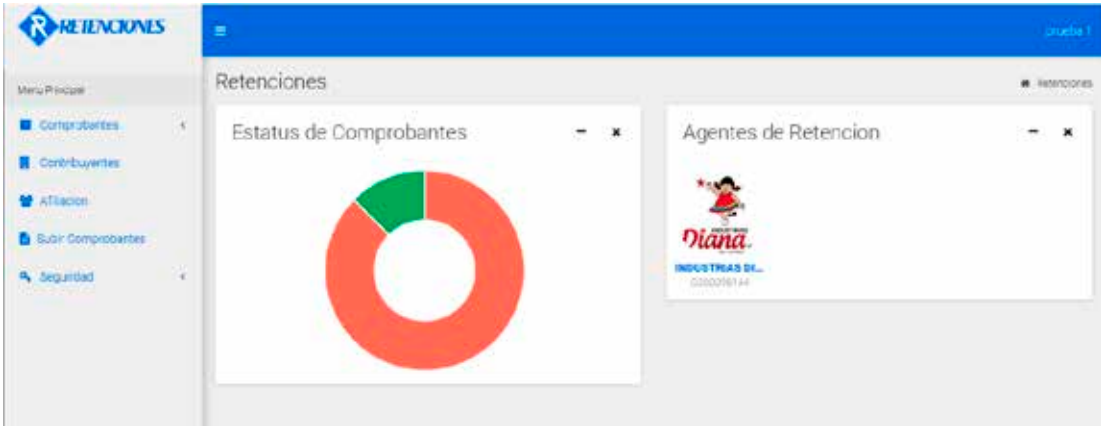 RETENCIONES
prueba 1
Menu Principal
Comprobantes
Contribuyentes
Afiliacion
Subir Comprobantes
Seguridad
Retenciones
Retenciones
Estatus de Comprobantes
Agentes de Retencion
INDUSTRIAS
Diana
INDUSTRIAS DI...